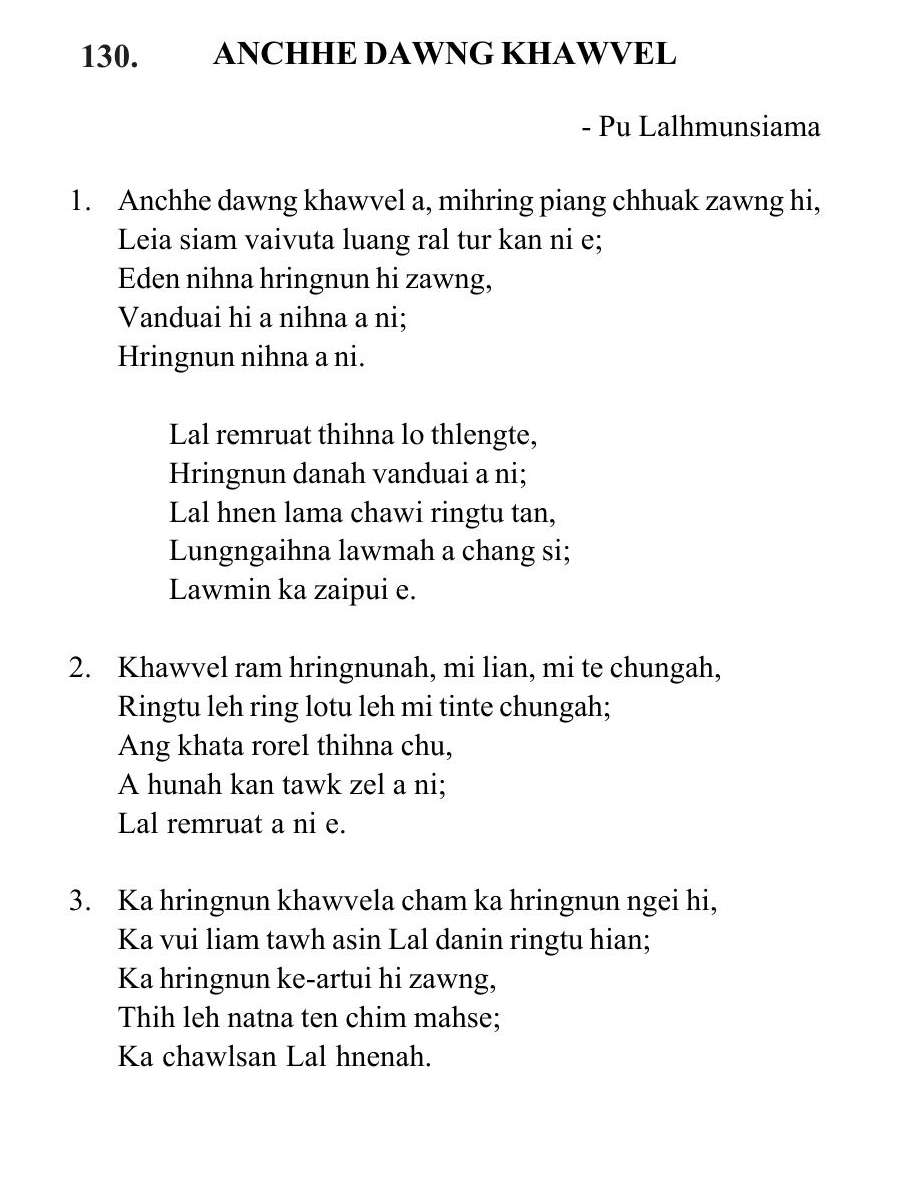 130. ANCHHE DAWNG KHAWVEL
- Pu Lalhmunsiama
1. Anchhe dawng khawvel a, mihring piang chhuak zawng hi,
Leia siam vaivuta luang ral tur kan ni e;
Eden nihna hringnun hi zawng,
Vanduai hi a nihna a ni;
Hringnun nihna a ni.
Lal remruat thihna lo thlengte,
Hringnun danah vanduai a ni;
Lal hnen lama chawi ringtu tan,
Lungngaihna lawmah a chang si;
Lawmin ka zaipui e.
2. Khawvel ram hringnunah, mi lian, mi te chungah,
Ringtu leh ring lotu leh mi tinte chungah;
Ang khata rorel thihna chu,
A hunah kan tawk zel a ni;
Lal remruat a ni e.
3. Ka hringnun khawvela cham ka hringnun ngei hi,
Ka vui liam tawh asin Lal danin ringtu hian;
Ka hringnun ke-artui hi zawng,
Thih leh natna ten chim mahse;
Ka chawlsan Lal hnenah.